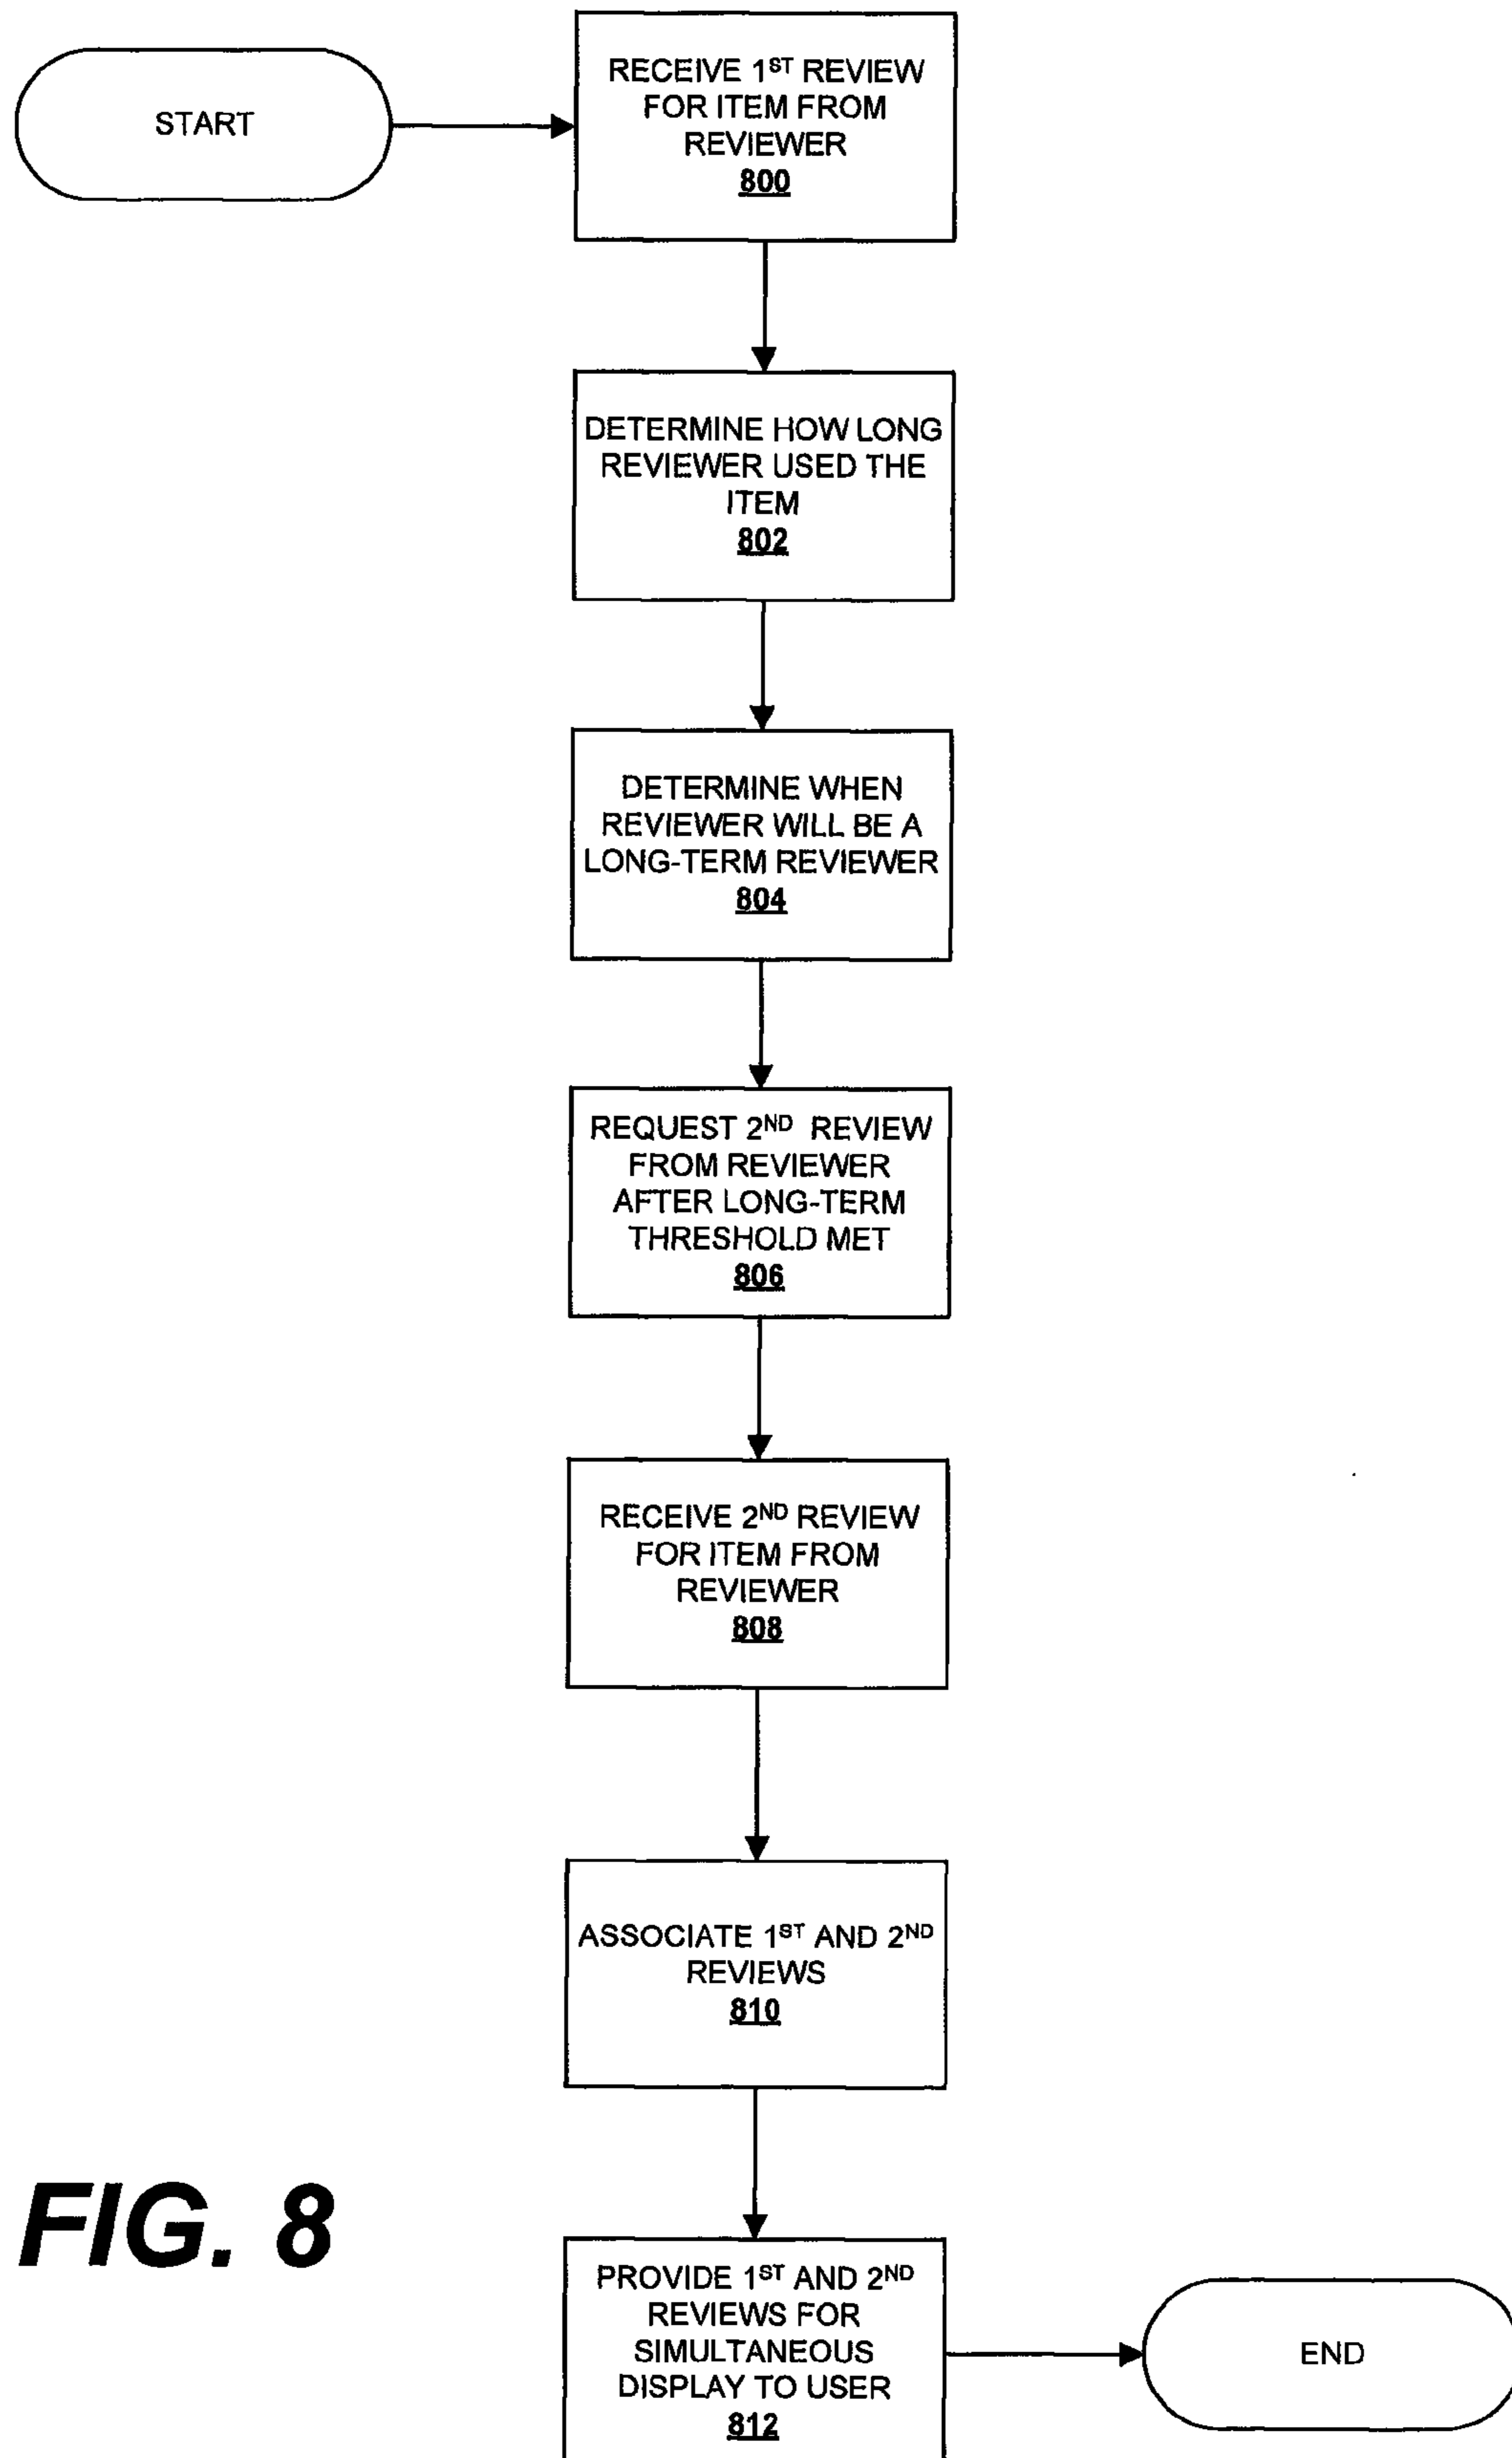 START
RECEIVE 1ST REVIEW
FOR ITEM FROM
REVIEWER
800
DETERMINE HOW LONG
REVIEWER USED THE
ITEM
802
DETERMINE WHEN
REVIEWER WILL BE A
LONG-TERM REVIEWER
804
REQUEST 2ND REVIEW
FROM REVIEWER
AFTER LONG-TERM
THRESHOLD MET
806
RECEIVE 2ND REVIEW
FOR ITEM FROM
REVIEWER
808
ASSOCIATE 1ST AND 2ND
REVIEWS
810
PROVIDE 1ST AND 2ND
REVIEWS FOR
SIMULTANEOUS
DISPLAY TO USER
812
END
FIG. 8